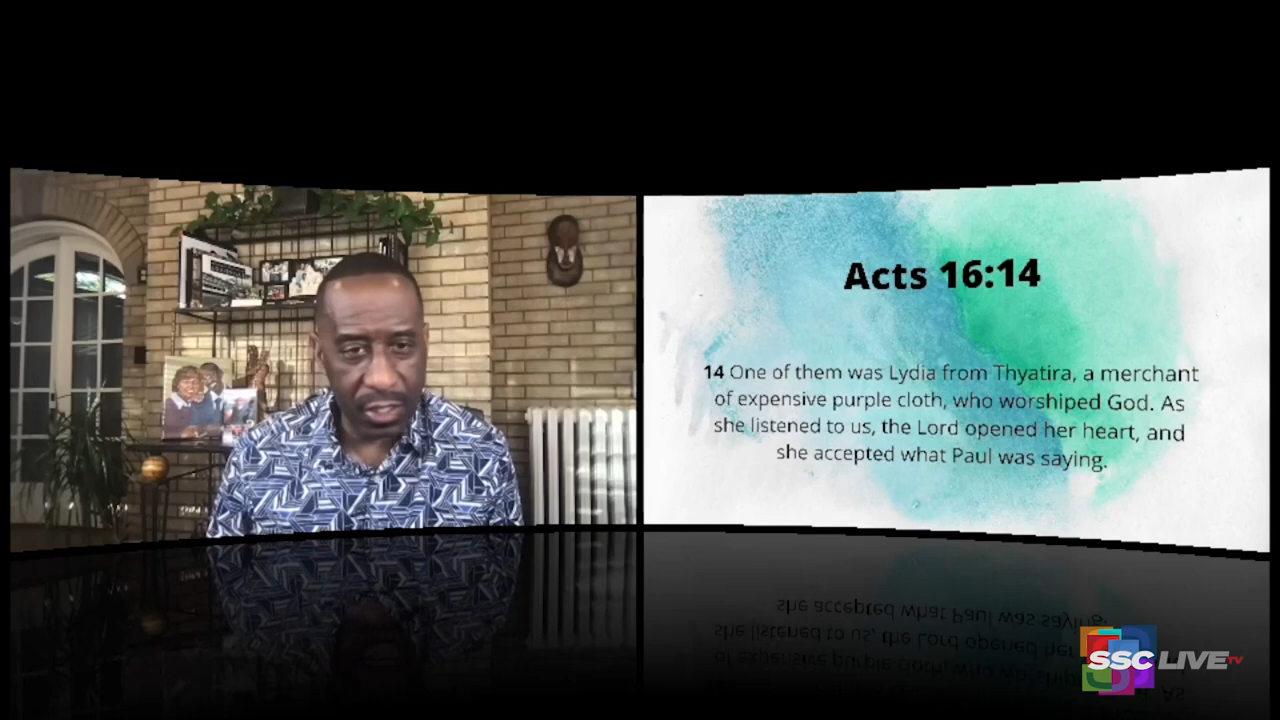 Acts 16:14
14 One of them was Lydia from Thyatira, a merchant
of expensive purple cloth, who worshiped God. As
she listened to us, the Lord opened her heart, and
she accepted what Paul was saying.
SSC LIVE TV